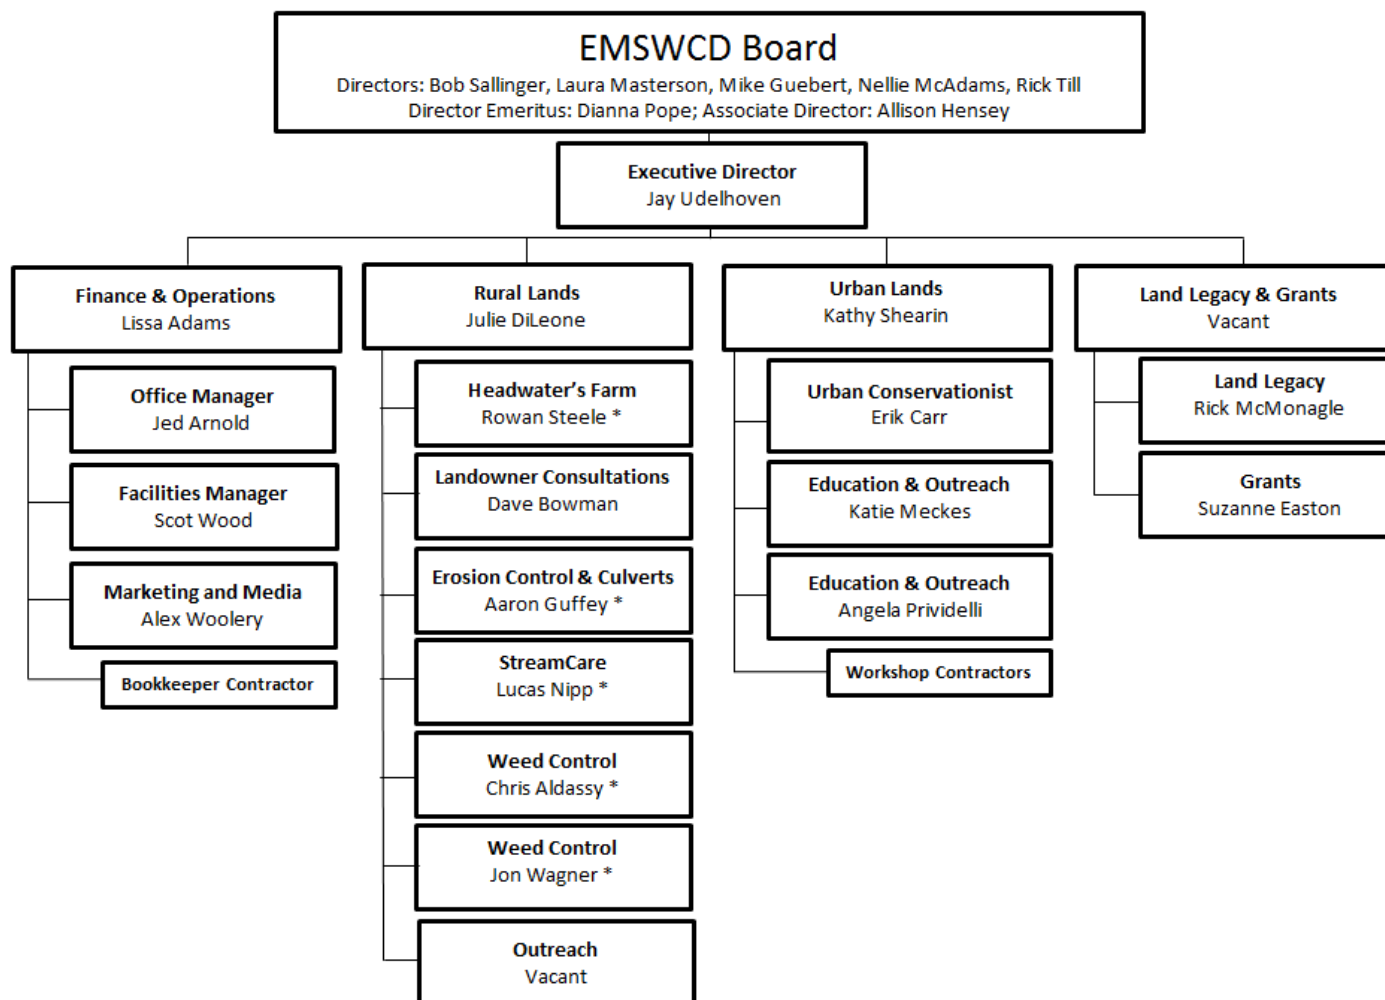 EMSWCD Board
Directors: Bob Sallinger, Laura Masterson, Mike Guebert, Nellie McAdams, Rick Till
Director Emeritus: Dianna Pope; Associate Director: Allison Hensey
Executive Director
Jay Udelhoven
Finance & Operations
Lissa Adams
Office Manager
Jed Arnold
Facilities Manager
Scot Wood
Marketing and Media
Alex Woolery
Bookkeeper Contractor
Rural Lands
Julie DiLeone
Headwater’s Farm
Rowan Steele *
Landowner Consultations
Dave Bowman
Erosion Control & Culverts
Aaron Guffey *
StreamCare
Lucas Nipp *
Weed Control
Chris Aldassy *
Weed Control
Jon Wagner *
Outreach
Vacant
Urban Lands
Kathy Shearin
Urban Conservationist
Erik Carr
Education & Outreach
Katie Meckes
Education & Outreach
Angela Prividelli
Workshop Contractors
Land Legacy & Grants
Vacant
Land Legacy
Rick McMonagle
Grants
Suzanne Easton